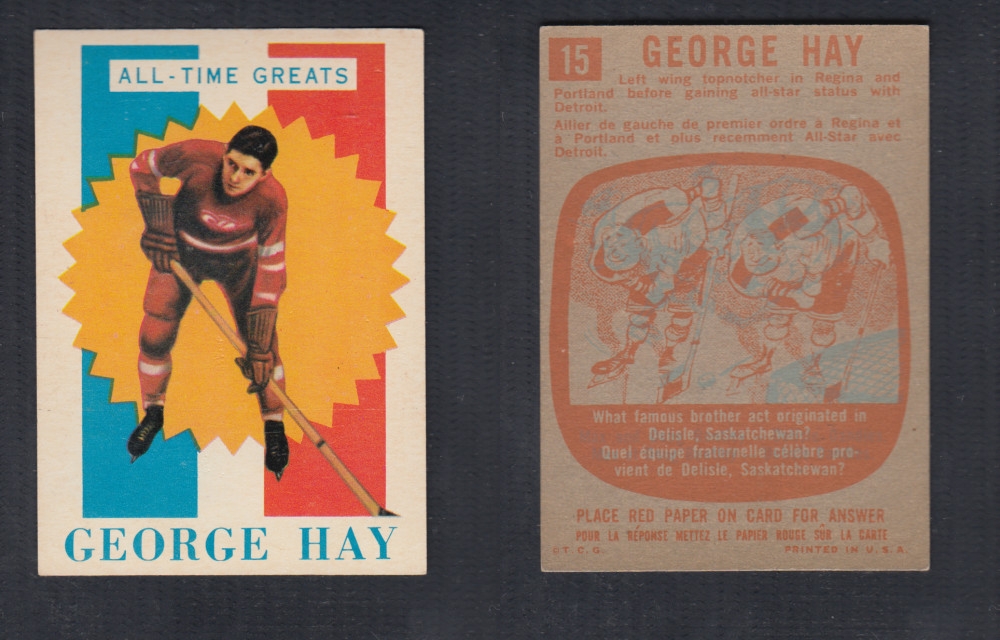 ALL-TIME GREATS
GEORGE HAY
15
GEORGE HAY
Left wing topnotcher in Regina and
Portland before gaining all-star status with
Detroit.
Ailier de gauche de premier ordre à Regina et
a Portland et plus recemment All-Star avec
Detroit.
What famous brother act originated in
Delisle, Saskatchewan?
Quel équipe fraternelle célèbre pro-
vient de Delisle, Saskatchewan?
PLACE RED PAPER ON CARD FOR ANSWER
POUR LA RÉPONSE METTEZ LE PAPIER ROUGE SUR LA CARTE
© T. C. G.
PRINTED IN U. S. A.